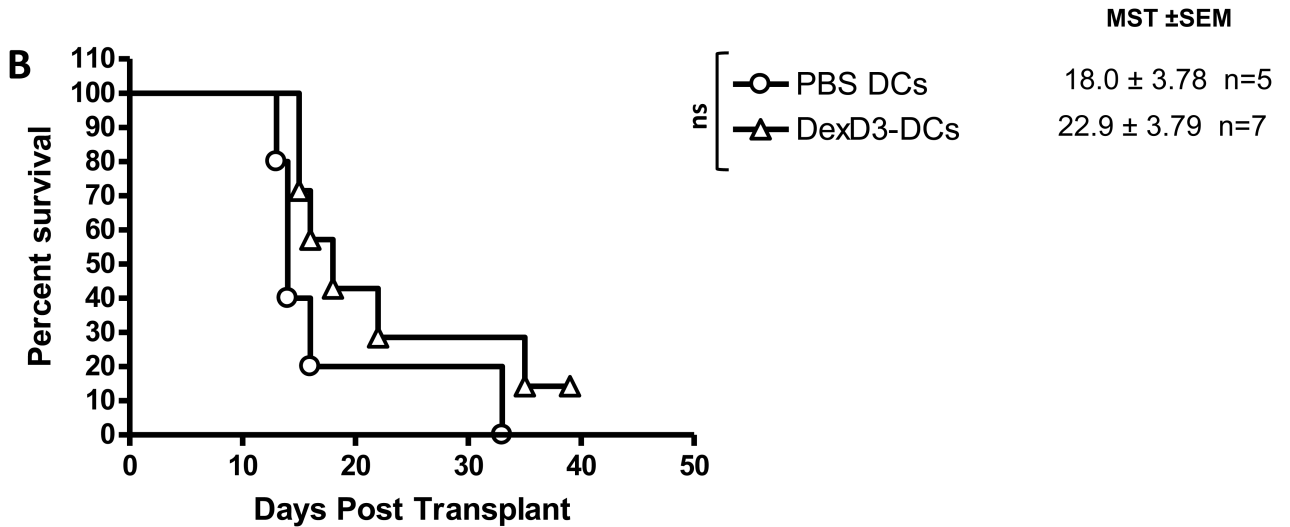 MST ±SEM
B
ns
PBS DCs 18.0 ± 3.78 n=5
DexD3-DCs 22.9 ± 3.79 n=7
Percent survival
110
100
90
80
70
60
50
40
30
20
10
0
0 10 20 30 40 50
Days Post Transplant